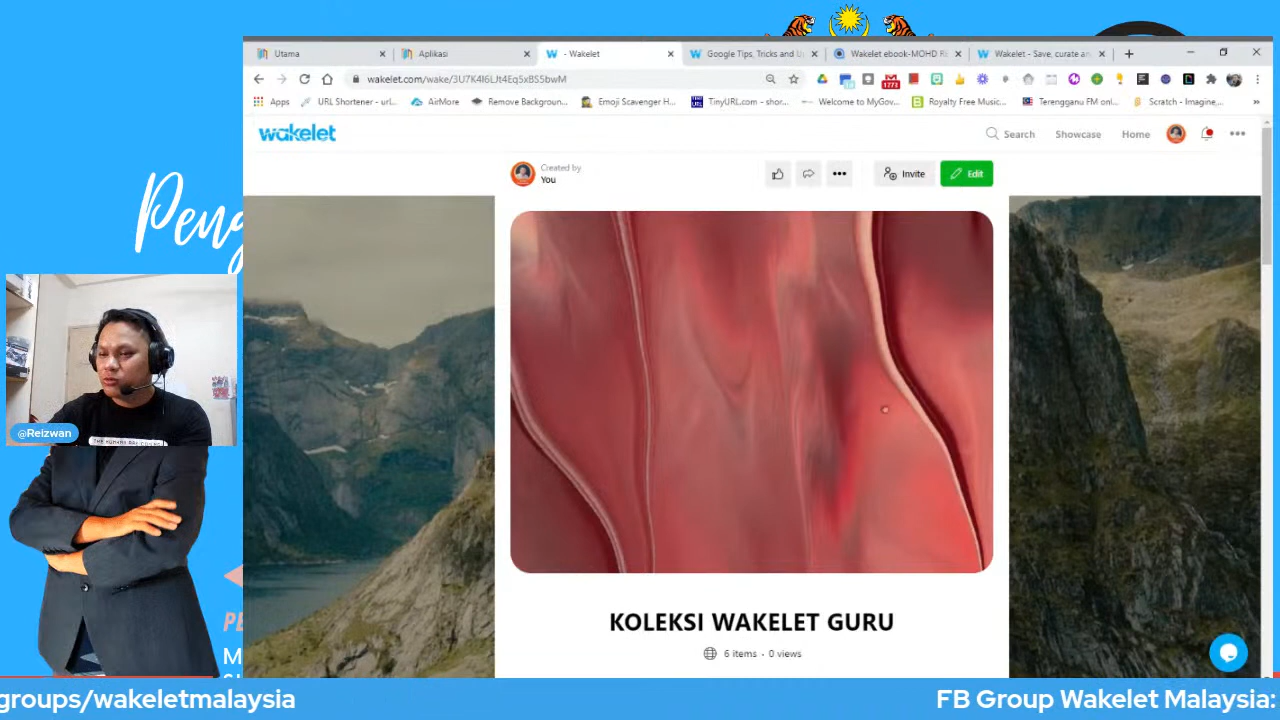 Peng
Utama
Aplikasi
- Wakelet
Google Tips, Tricks and U
Wakelet ebook-MOHD R
Wakelet - Save, curate an
wakelet.com/wake/3U7K4I6LJt4Eq5xBS5bwM
Apps
URL Shortener - url...
AirMore
Remove Backgroun...
Emoji Scavenger H...
TinyURL.com - shor...
Welcome to MyGov...
Royalty Free Music...
Terengganu FM onl...
Scratch - Imagine,...
wakelet
Search
Showcase
Home
Created by
You
Invite
Edit
@Reizwan
KOLEKSI WAKELET GURU
6 items · 0 views
PE
M
groups/wakeletmalaysia
FB Group Wakelet Malaysia: